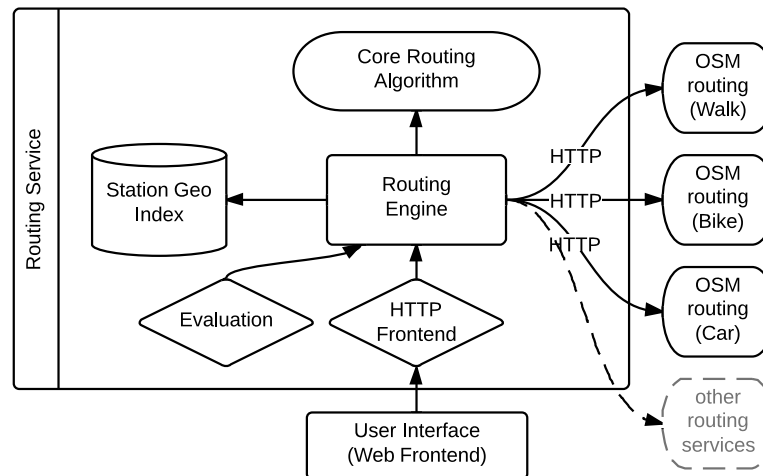 Routing Service
Core Routing
Algorithm
Station Geo
Index
Routing
Engine
HTTP
HTTP
HTTP
OSM
routing
(Walk)
OSM
routing
(Bike)
OSM
routing
(Car)
other
routing
services
Evaluation
HTTP
Frontend
User Interface
(Web Frontend)